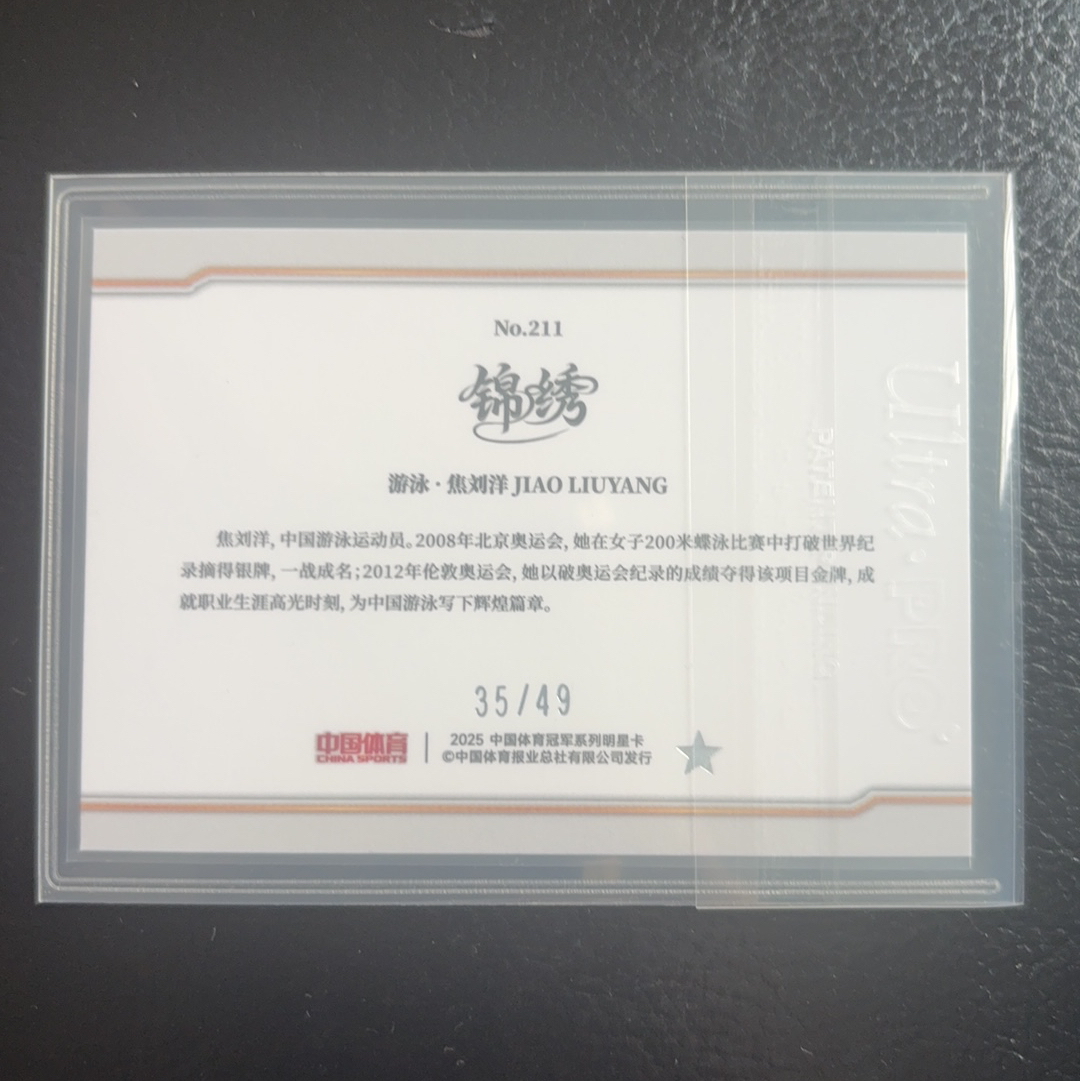 No.211
锦绣
游泳·焦刘洋 JIAO LIUYANG
焦刘洋, 中国游泳运动员。2008年北京奥运会, 她在女子200米蝶泳比赛中打破世界纪
录摘得银牌, 一战成名;2012年伦敦奥运会, 她以破奥运会纪录的成绩夺得该项目金牌, 成
就职业生涯高光时刻, 为中国游泳写下辉煌篇章。
35/49
中国体育
CHINA SPORTS
2025 中国体育冠军系列明星卡
©中国体育报业总社有限公司发行
Ultra·PRO